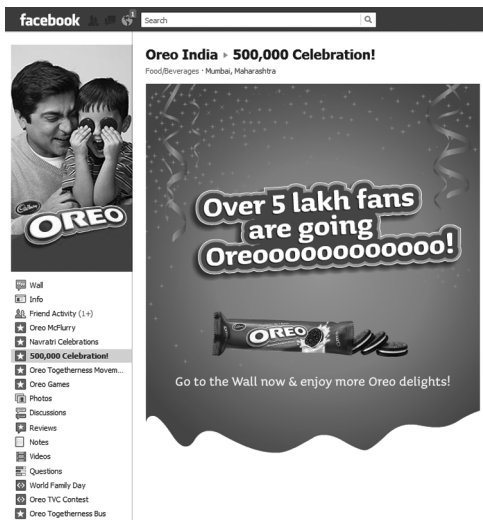 facebook
1
Search
Oreo India ▸ 500,000 Celebration!
Food/Beverages · Mumbai, Maharashtra
Cadbury
OREO
Over 5 lakh fans
are going
Oreoooooooooooo!
OREO
Go to the Wall now & enjoy more Oreo delights!
Wall
Info
Friend Activity (1+)
Oreo McFlurry
Navratri Celebrations
500,000 Celebration!
Oreo Togetherness Movem...
Oreo Games
Photos
Discussions
Reviews
Notes
Videos
Questions
World Family Day
Oreo TVC Contest
Oreo Togetherness Bus